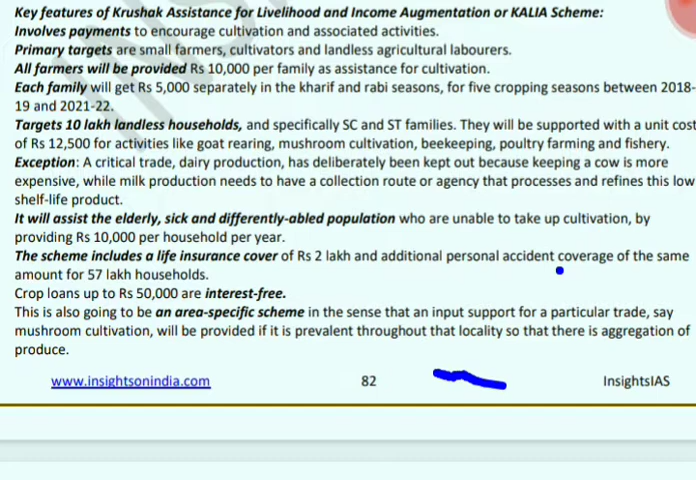 Key features of Krushak Assistance for Livelihood and Income Augmentation or KALIA Scheme:
Involves payments to encourage cultivation and associated activities.
Primary targets are small farmers, cultivators and landless agricultural labourers.
All farmers will be provided Rs 10,000 per family as assistance for cultivation.
Each family will get Rs 5,000 separately in the kharif and rabi seasons, for five cropping seasons between 2018-
19 and 2021-22.
Targets 10 lakh landless households, and specifically SC and ST families. They will be supported with a unit cost
of Rs 12,500 for activities like goat rearing, mushroom cultivation, beekeeping, poultry farming and fishery.
Exception: A critical trade, dairy production, has deliberately been kept out because keeping a cow is more
expensive, while milk production needs to have a collection route or agency that processes and refines this low
shelf-life product.
It will assist the elderly, sick and differently-abled population who are unable to take up cultivation, by
providing Rs 10,000 per household per year.
The scheme includes a life insurance cover of Rs 2 lakh and additional personal accident coverage of the same
amount for 57 lakh households.
Crop loans up to Rs 50,000 are interest-free.
This is also going to be an area-specific scheme in the sense that an input support for a particular trade, say
mushroom cultivation, will be provided if it is prevalent throughout that locality so that there is aggregation of
produce.
www.insightsonindia.com 82 InsightsIAS